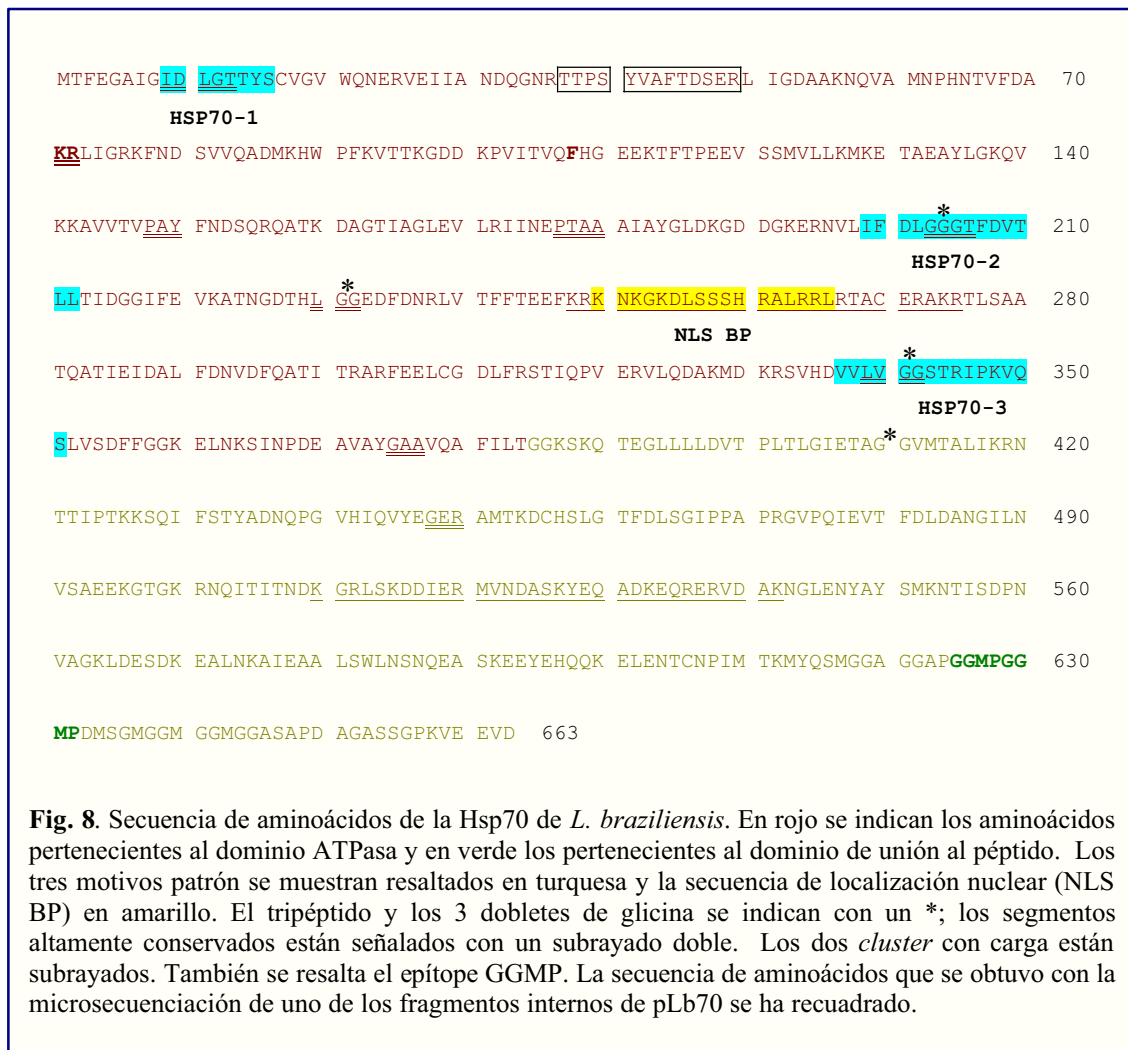 MTFEGAIGID LGTTYSCVGV WQNERVEIIA NDQGNRTTPS YVAFTDSERL IGDAAKNQVA MNPHNTVFDA 70
HSP70-1
KRLIGRKFND SVVQADMKHW PFKVTTKGDD KPVITVQFHG EEKTFTPEEV SSMVLLKMKE TAEAYLGKQV 140
KKAVVTVPAY FNDSQRQATK DAGTIAGLEV LRIINEPTAA AIAYGLDKGD DGKERNVLIF DLGGGTFDVT 210
*
HSP70-2
LLTIDGGIFE VKATNGDTHL GGEDFDNRLV TFFTEEFKRK NKGKDLSSSH RALRRLRTAC ERAKRTLSAA 280
*
NLS BP
TQATIEIDAL FDNVDFQATI TRARFEELCG DLFRSTIQPV ERVLQDAKMD KRSVHDVVLV GGSTRIPKVQ 350
*
HSP70-3
SLVSDFFGGK ELNKSINPDE AVAYGAAVQA FILTGGKSKQ TEGLLLLDVT PLTLGIETAG* GVMTALIKRN 420
TTIPTKKSQI FSTYADNQPG VHIQVYEGER AMTKDCHSLG TFDLSGIPPA PRGVPQIEVT FDLDANGILN 490
VSAEEKGTGK RNQITITNDK GRLSKDDIER MVNDASKYEQ ADKEQRERVD AKNGLENYAY SMKNTISDPN 560
VAGKLDESDK EALNKAIEAA LSWLNSNQEA SKEEYEHQQK ELENTCNPIM TKMYQSMGGA GGAPGGMPGG 630
MPDMSGMGGM GGMGGASAPD AGASSGPKVE EVD 663
Fig. 8. Secuencia de aminoácidos de la Hsp70 de L. braziliensis. En rojo se indican los aminoácidos
pertenecientes al dominio ATPasa y en verde los pertenecientes al dominio de unión al péptido. Los
tres motivos patrón se muestran resaltados en turquesa y la secuencia de localización nuclear (NLS
BP) en amarillo. El tripéptido y los 3 dobletes de glicina se indican con un *; los segmentos
altamente conservados están señalados con un subrayado doble. Los dos cluster con carga están
subrayados. También se resalta el epítope GGMP. La secuencia de aminoácidos que se obtuvo con la
microsecuenciación de uno de los fragmentos internos de pLb70 se ha recuadrado.